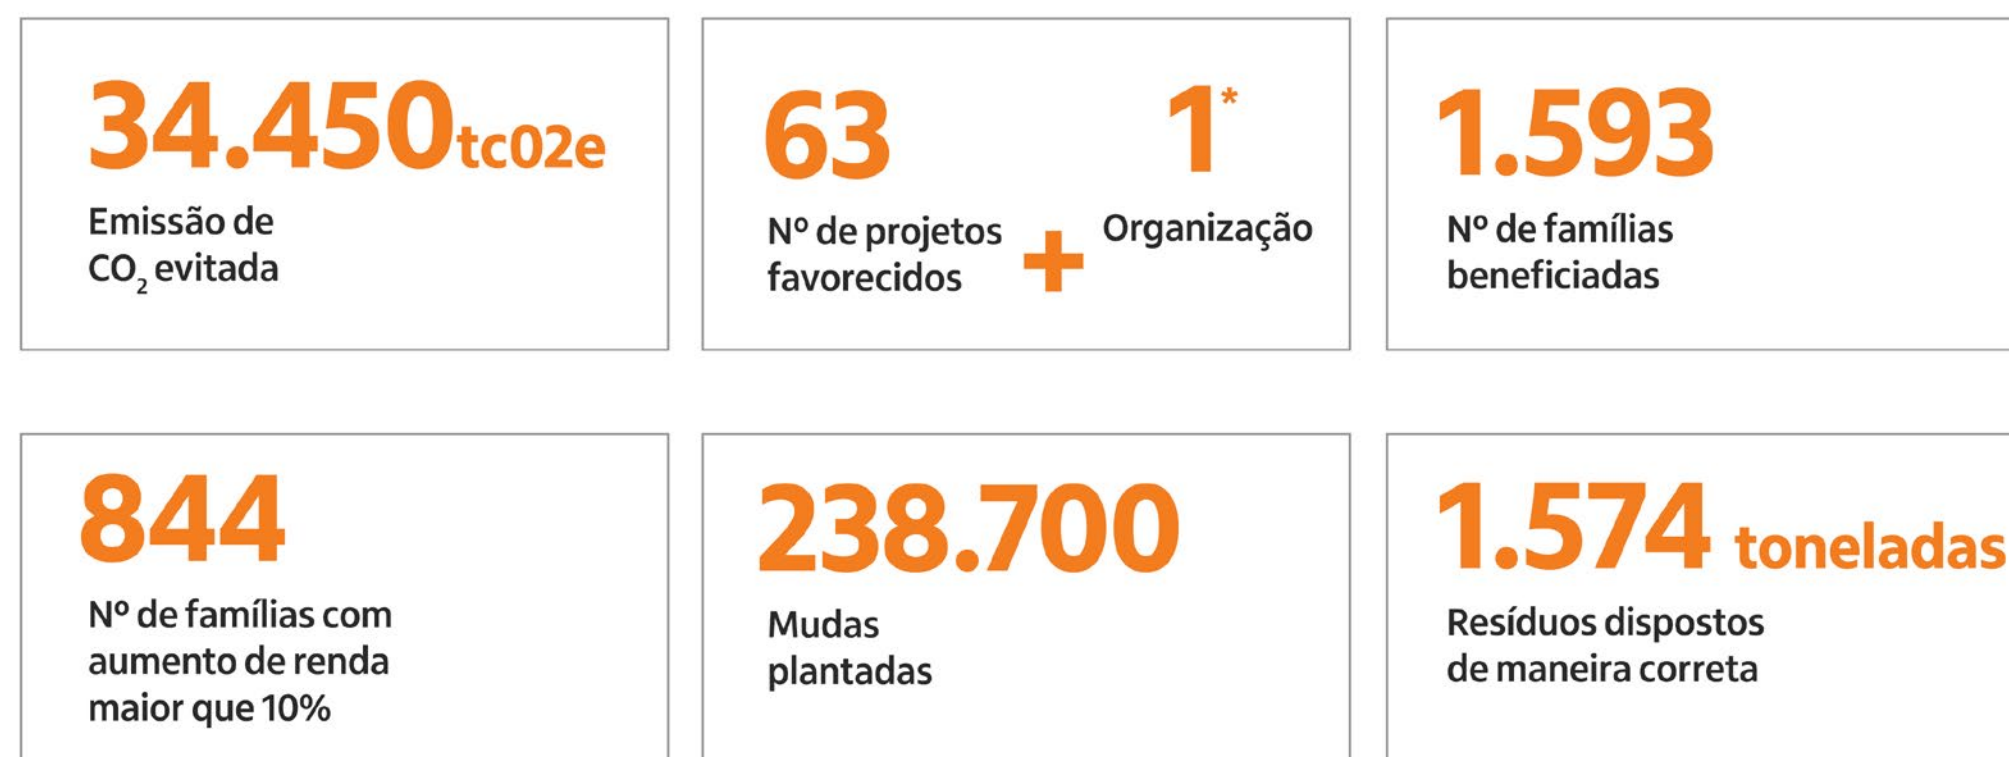 34.450tc02e
Emissão de
CO₂ evitada
63
Nº de projetos
favorecidos
+
1*
Organização
1.593
Nº de famílias
beneficiadas
844
Nº de famílias com
aumento de renda
maior que 10%
238.700
Mudas
plantadas
1.574 toneladas
Resíduos dispostos
de maneira correta